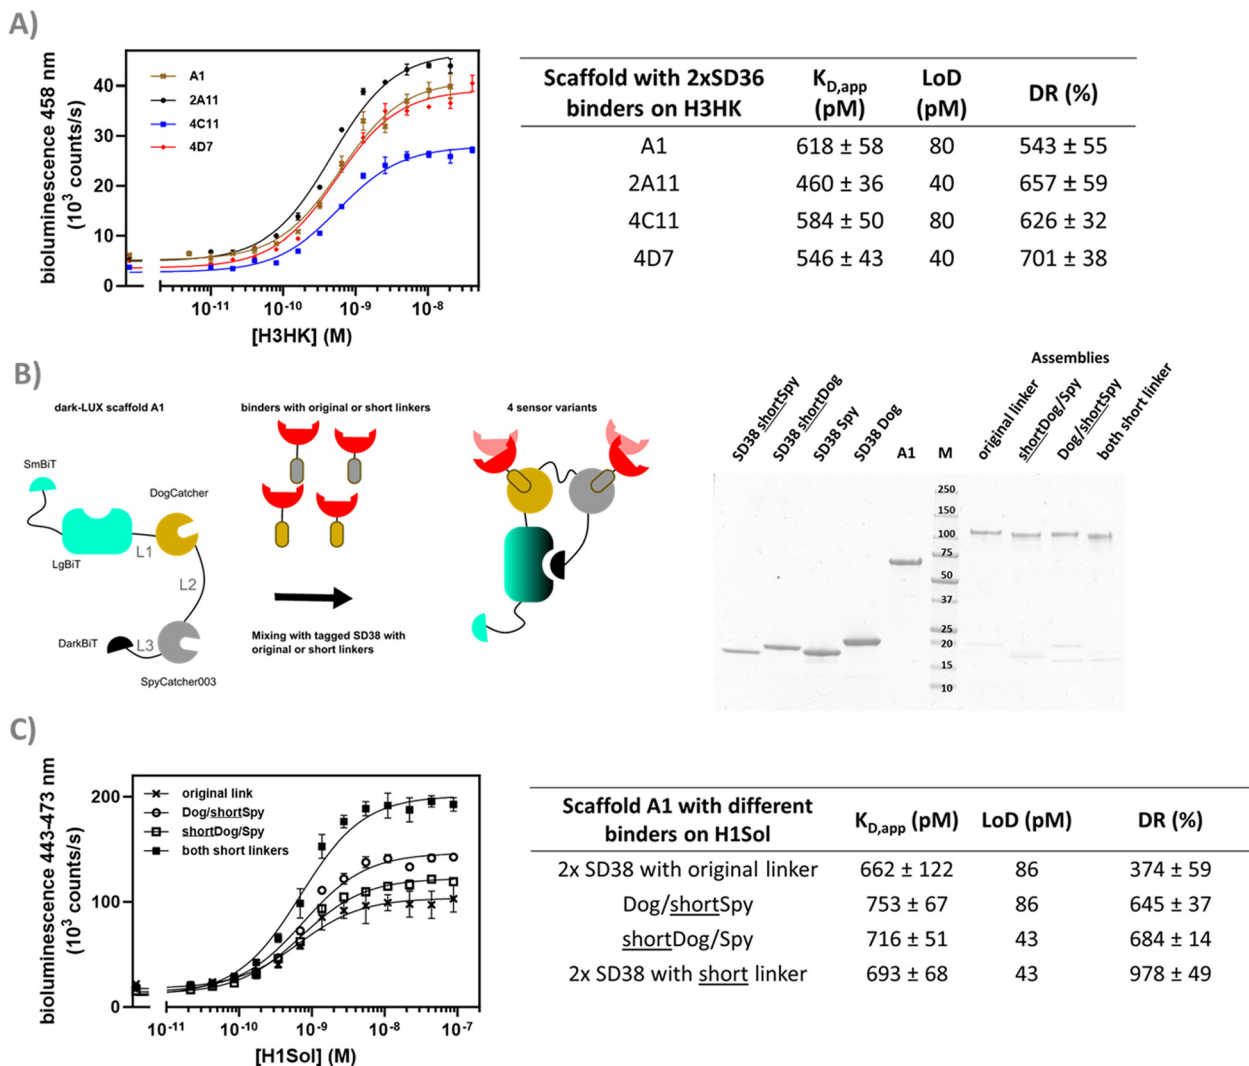 A)
bioluminescence 458 nm
(10³ counts/s)
40
30
20
10
0
A1
2A11
4C11
4D7
10⁻¹¹ 10⁻¹⁰ 10⁻⁹ 10⁻⁸
[H3HK] (M)
Scaffold with 2xSD36 binders on H3HK K_D,app (pM) LoD (pM) DR (%)
A1 618 ± 58 80 543 ± 55
2A11 460 ± 36 40 657 ± 59
4C11 584 ± 50 80 626 ± 32
4D7 546 ± 43 40 701 ± 38
B)
dark-LUX scaffold A1
SmBiT
DogCatcher
LgBiT
L1
L2
DarkBiT
L3
SpyCatcher003
binders with original or short linkers
Mixing with tagged SD38 with
original or short linkers
4 sensor variants
Assemblies
SD38 shortSpy
SD38 shortDog
SD38 Spy
SD38 Dog
A1
M
original linker
shortDog/Spy
Dog/shortSpy
both short linker
250
150
100
75
50
37
25
20
15
10
C)
bioluminescence 443-473 nm
(10³ counts/s)
200
100
0
original link
Dog/shortSpy
shortDog/Spy
both short linkers
10⁻¹¹ 10⁻¹⁰ 10⁻⁹ 10⁻⁸ 10⁻⁷
[H1Sol] (M)
Scaffold A1 with different binders on H1Sol K_D,app (pM) LoD (pM) DR (%)
2x SD38 with original linker 662 ± 122 86 374 ± 59
Dog/shortSpy 753 ± 67 86 645 ± 37
shortDog/Spy 716 ± 51 43 684 ± 14
2x SD38 with short linker 693 ± 68 43 978 ± 49